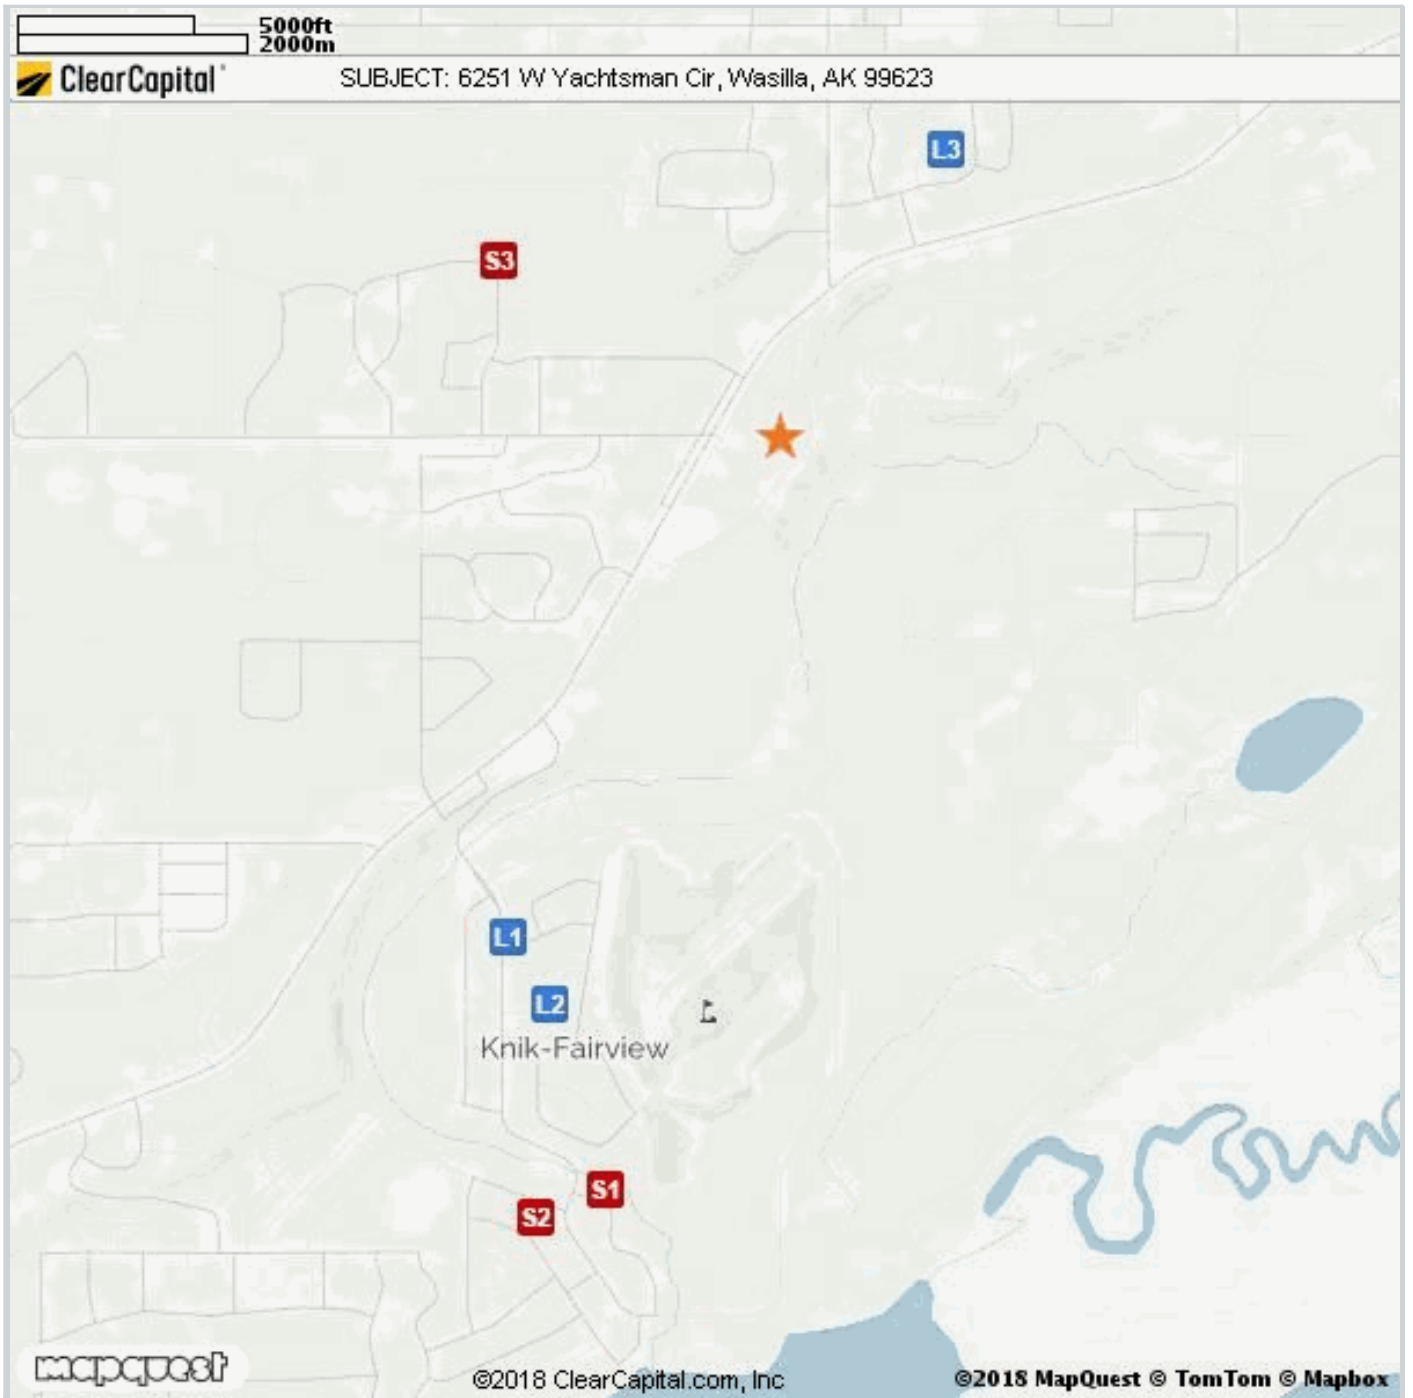 5000ft
2000m
ClearCapital
SUBJECT: 6251 W Yachtsman Cir, Wasilla, AK 99623
L3
S3
L1
L2
Knik-Fairview
S1
S2
mapquest
©2018 ClearCapital.com, Inc
©2018 MapQuest © TomTom © Mapbox